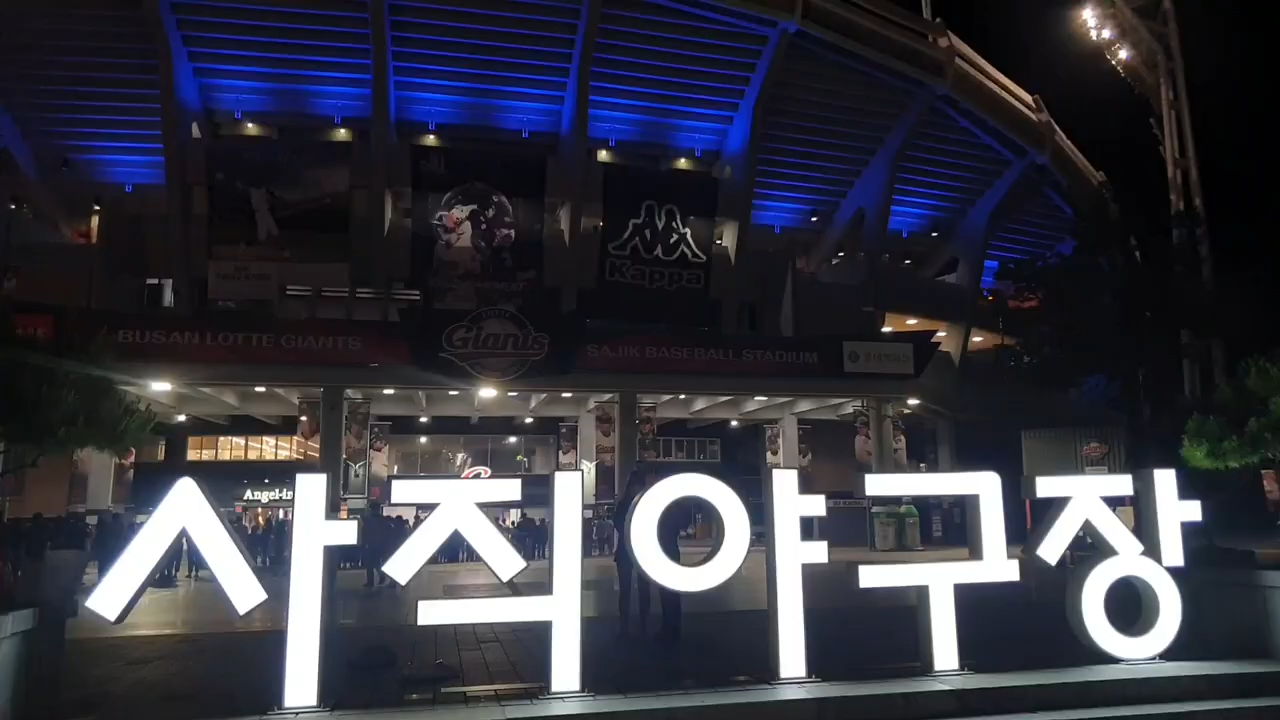 Kappa
BUSAN LOTTE GIANTS
Giants
SAJIK BASEBALL STADIUM
Angel-in
사직야구장